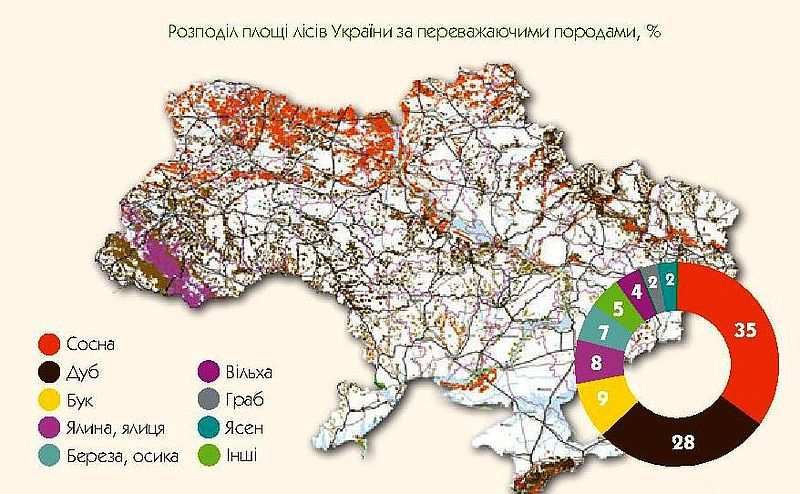 Розподіл площі лісів України за переважаючими породами, %
Сосна
Дуб
Бук
Ялина, ялиця
Береза, осика
Вільха
Граб
Ясен
Інші
35
28
9
8
7
5
4
2
2